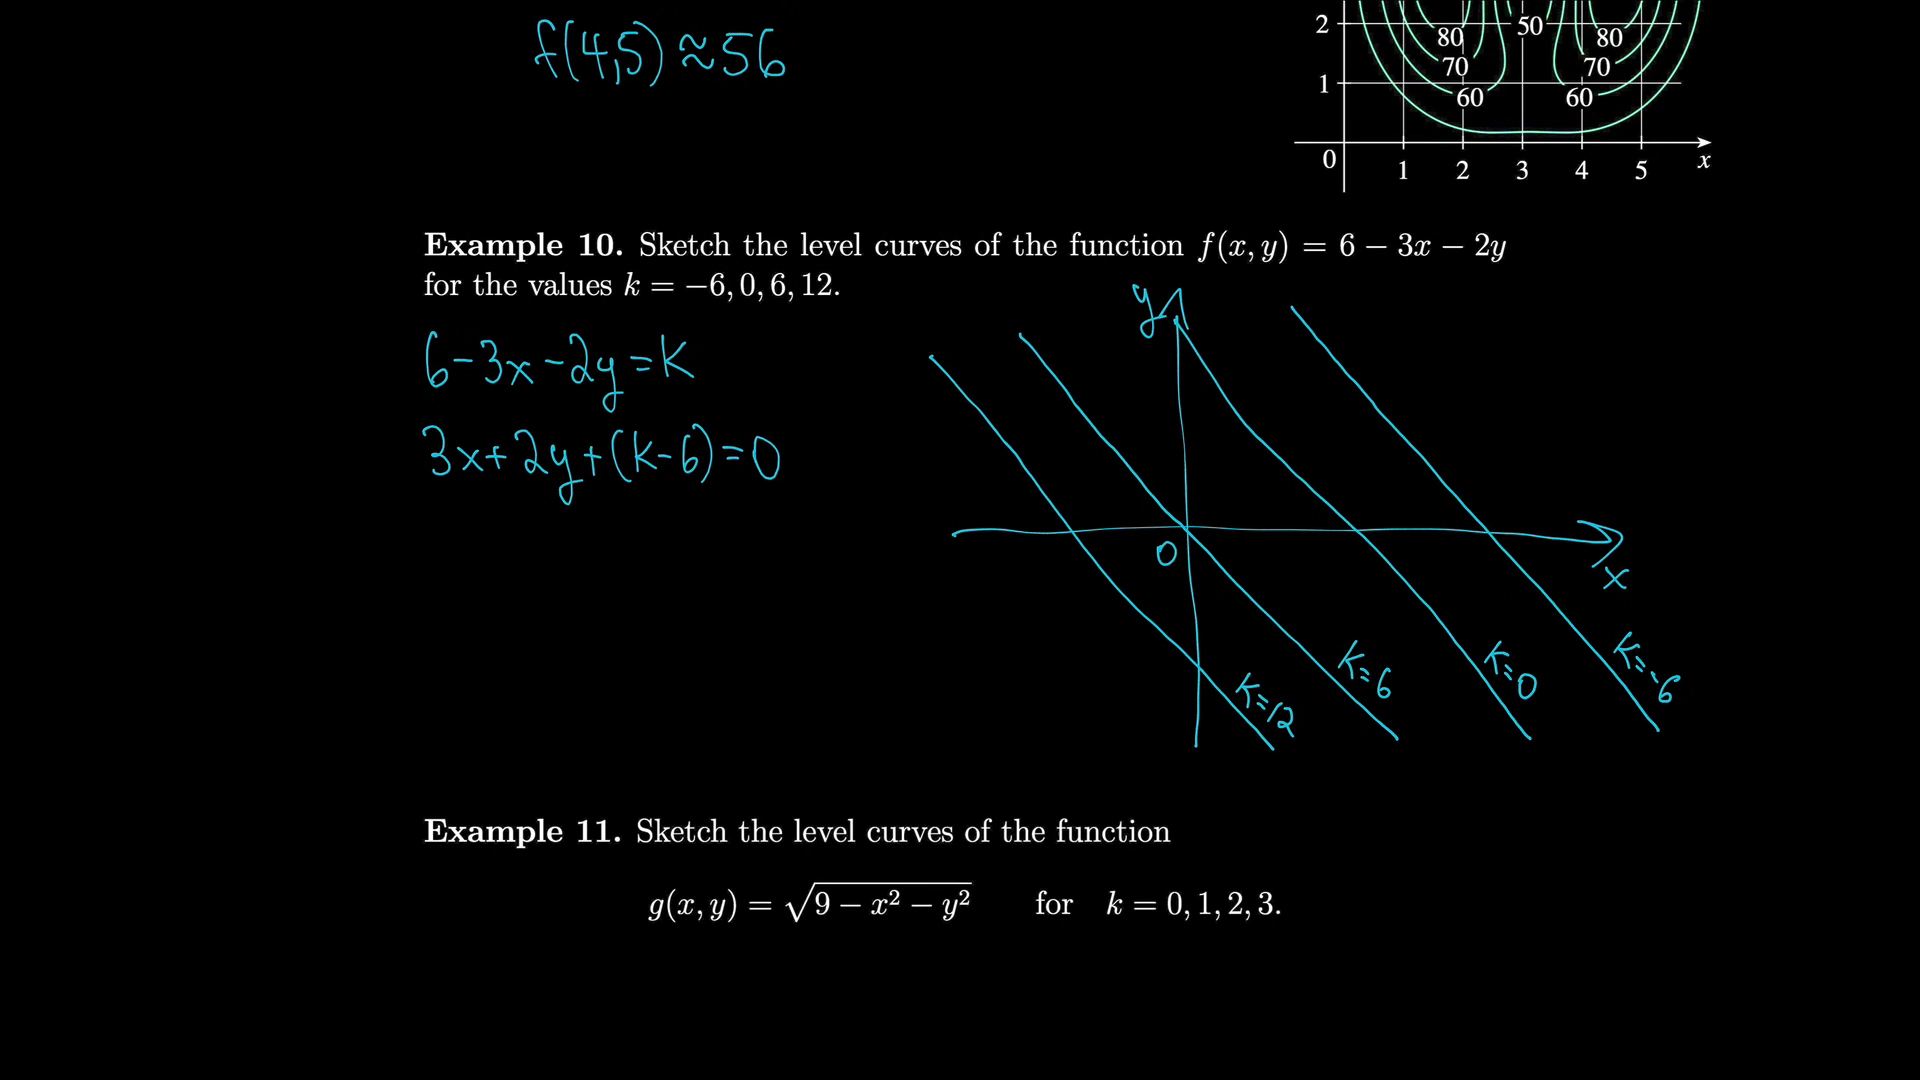 f(4,5) ≈ 56
2 80 50 80
70 70
1 60 60
0 1 2 3 4 5 x
Example 10. Sketch the level curves of the function f(x, y) = 6 − 3x − 2y
for the values k = −6, 0, 6, 12.
6-3x-2y=K
3x+2y+(k-6)=0
y
0
x
K=12
K=6
K=0
K=-6
Example 11. Sketch the level curves of the function
g(x, y) = √(9 − x² − y²) for k = 0, 1, 2, 3.